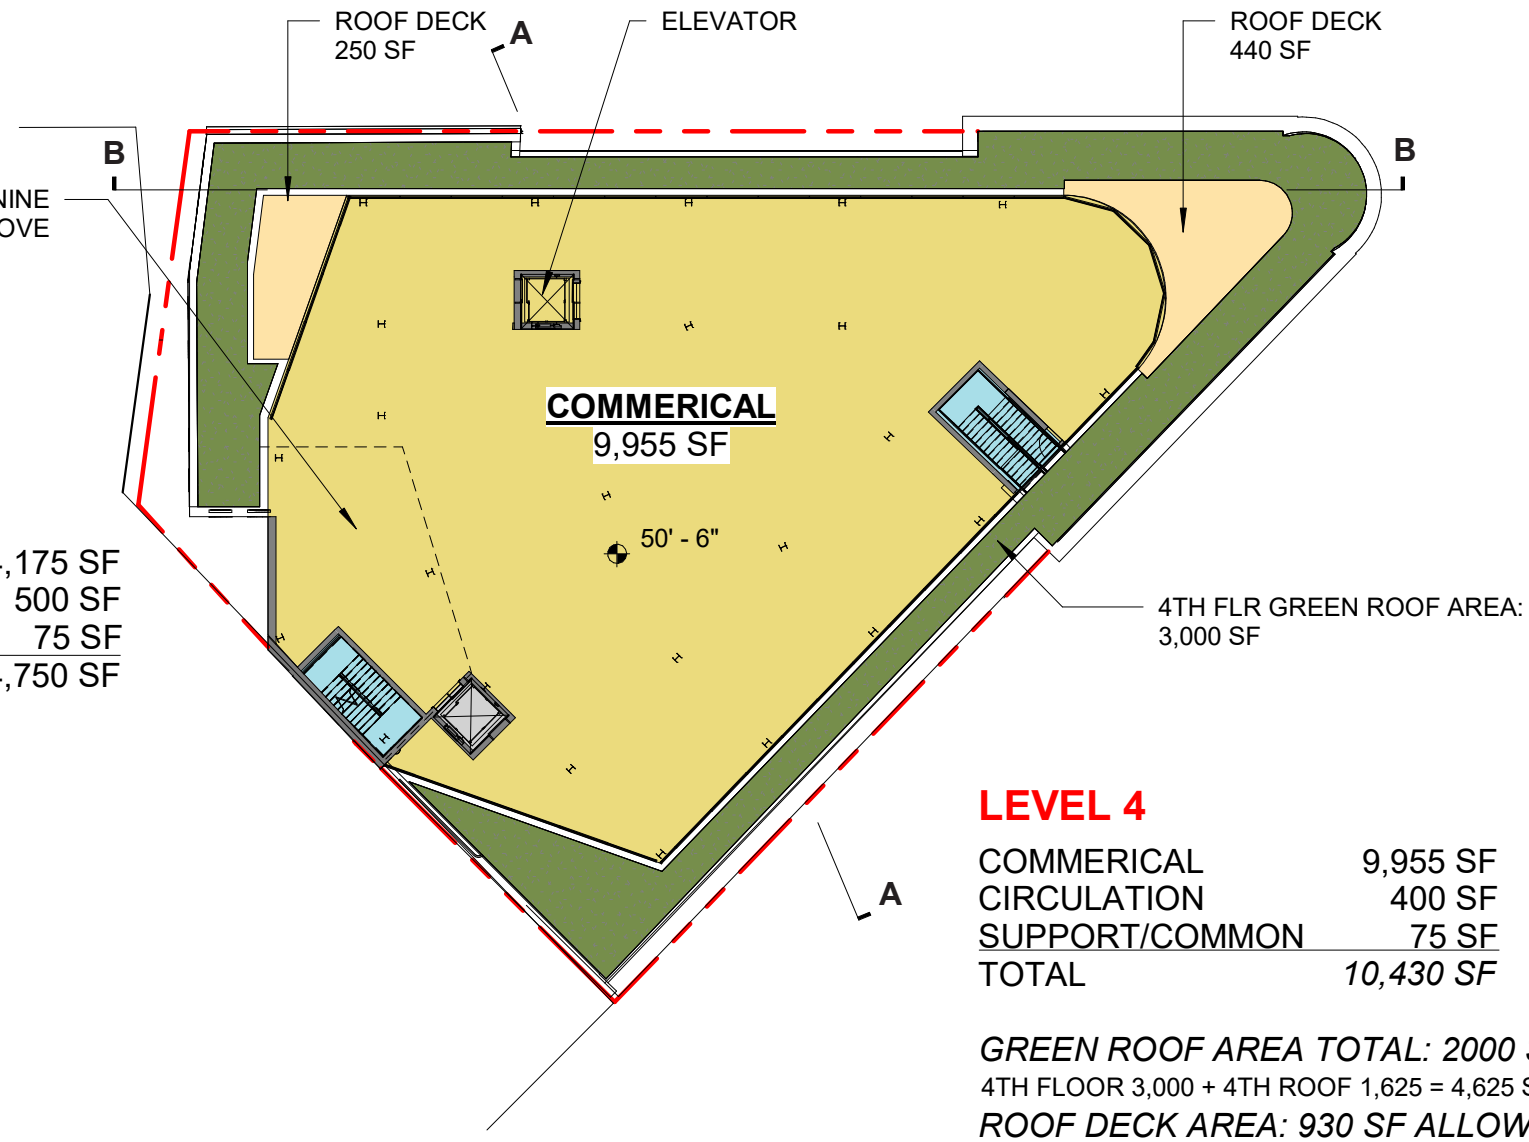 ROOF DECK
250 SF
A
ELEVATOR
ROOF DECK
440 SF
B
B
NINE
OVE
COMMERICAL
9,955 SF
50' - 6"
,175 SF
500 SF
75 SF
,750 SF
4TH FLR GREEN ROOF AREA:
3,000 SF
A
LEVEL 4
COMMERICAL 9,955 SF
CIRCULATION 400 SF
SUPPORT/COMMON 75 SF
TOTAL 10,430 SF
GREEN ROOF AREA TOTAL: 2000
4TH FLOOR 3,000 + 4TH ROOF 1,625 = 4,625 S
ROOF DECK AREA: 930 SF ALLOW